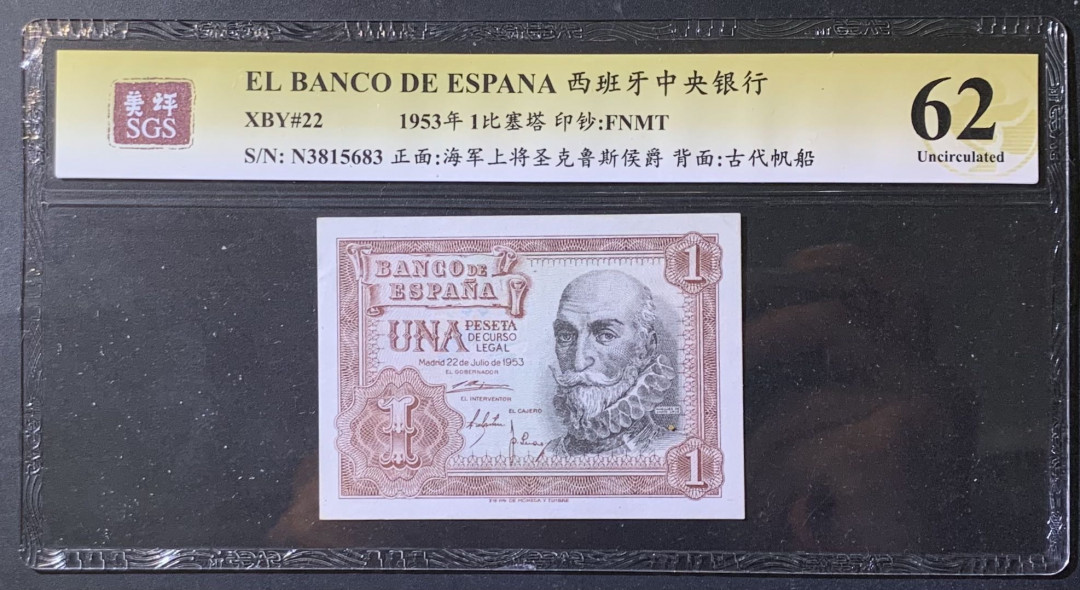 美评
SGS
EL BANCO DE ESPANA 西班牙中央银行
XBY#22 1953年 1比塞塔 印钞:FNMT
S/N: N3815683 正面:海军上将圣克鲁斯侯爵 背面:古代帆船
62
Uncirculated
BANCO DE
ESPAÑA
1
UNA PESETA
DE CURSO
LEGAL
Madrid 22 de Julio de 1953
EL GOBERNADOR
EL INTERVENTOR
EL CAJERO
1
1